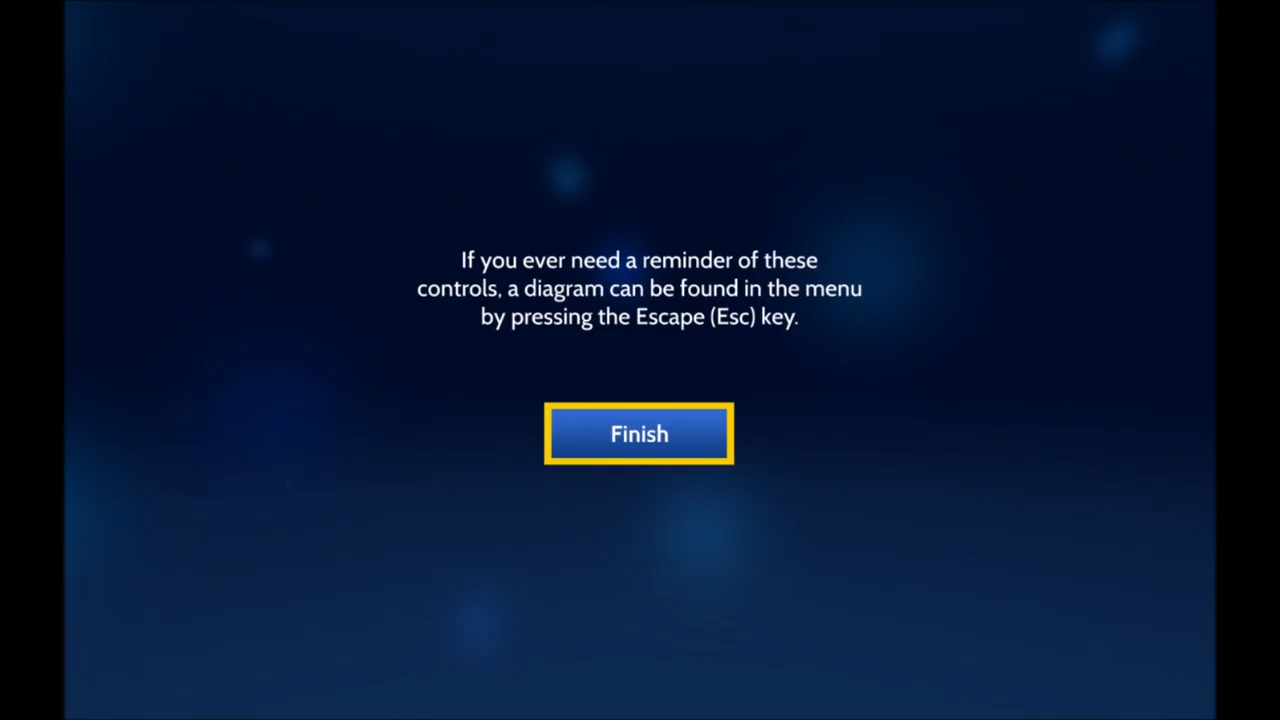 If you ever need a reminder of these
controls, a diagram can be found in the menu
by pressing the Escape (Esc) key.
Finish